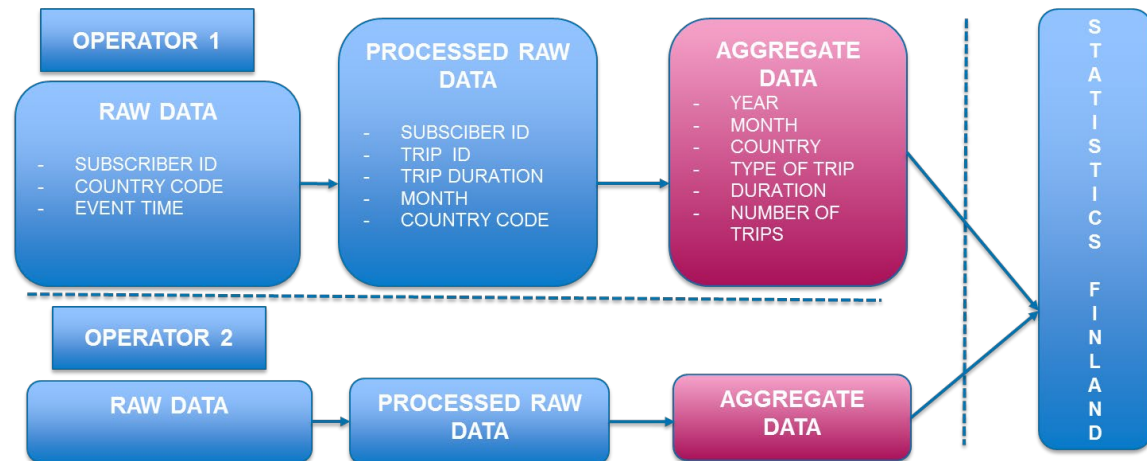 OPERATOR 1
RAW DATA
- SUBSCRIBER ID
- COUNTRY CODE
- EVENT TIME
PROCESSED RAW
DATA
- SUBSCIBER ID
- TRIP ID
- TRIP DURATION
- MONTH
- COUNTRY CODE
AGGREGATE
DATA
- YEAR
- MONTH
- COUNTRY
- TYPE OF TRIP
- DURATION
- NUMBER OF
TRIPS
OPERATOR 2
RAW DATA
PROCESSED RAW
DATA
AGGREGATE
DATA
STATISTICS FINLAND